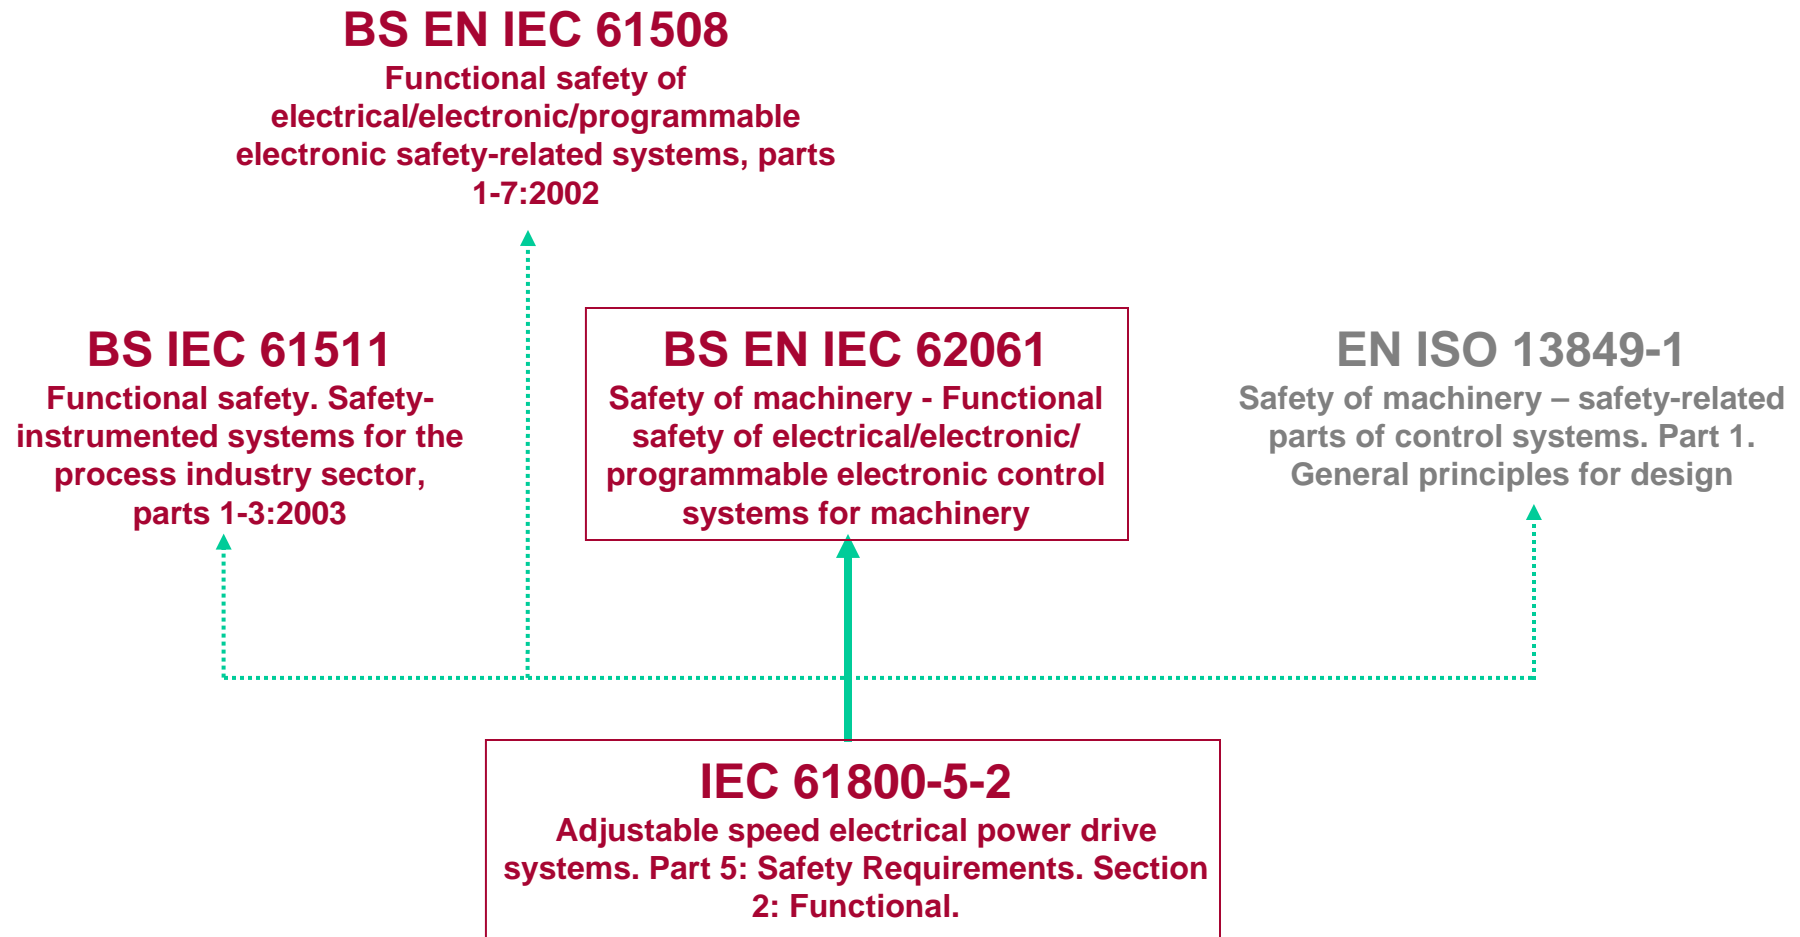 BS EN IEC 61508
Functional safety of
electrical/electronic/programmable
electronic safety-related systems, parts
1-7:2002
BS IEC 61511
Functional safety. Safety-
instrumented systems for the
process industry sector,
parts 1-3:2003
BS EN IEC 62061
Safety of machinery - Functional
safety of electrical/electronic/
programmable electronic control
systems for machinery
EN ISO 13849-1
Safety of machinery – safety-related
parts of control systems. Part 1.
General principles for design
IEC 61800-5-2
Adjustable speed electrical power drive
systems. Part 5: Safety Requirements. Section
2: Functional.